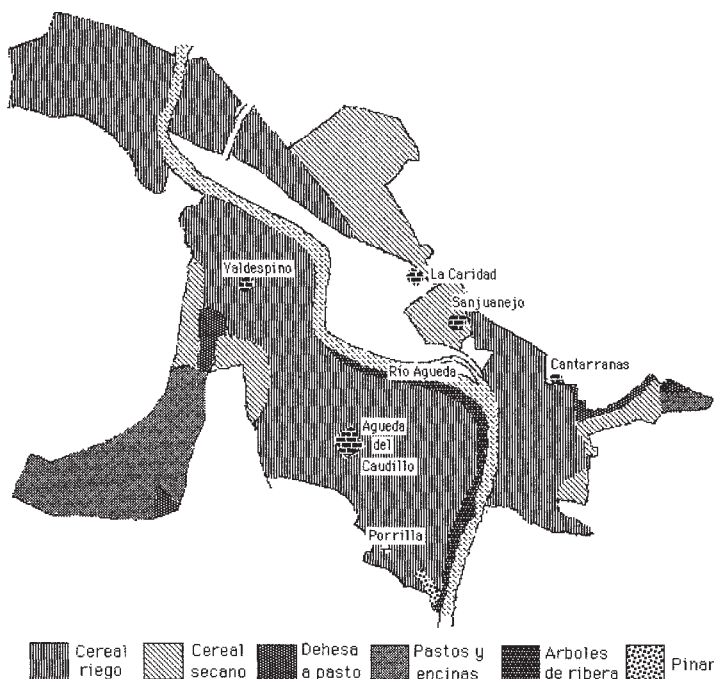 Valdespino
La Caridad
Sanjuanejo
Río Agueda
Cantarranas
Agueda
del
Caudillo
Porrilla
Cereal
riego
Cereal
secano
Dehesa
a pasto
Pastos y
encinas
Arboles
de ribera
Pinar